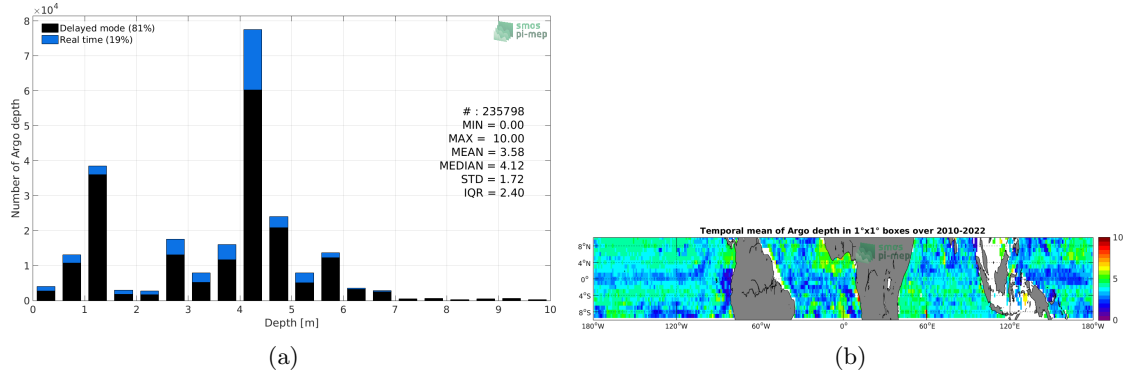 ×10⁴
Delayed mode (81%)
Real time (19%)
smos
pi-mep
8
7
6
5
4
3
2
1
0
Number of Argo depth
# : 235798
MIN = 0.00
MAX = 10.00
MEAN = 3.58
MEDIAN = 4.12
STD = 1.72
IQR = 2.40
0 1 2 3 4 5 6 7 8 9 10
Depth [m]
(a)
Temporal mean of Argo depth in 1°x1° boxes over 2010-2022
smos
pi-mep
8°N
4°N
0°
4°S
8°S
180°W 120°W 60°W 0° 60°E 120°E 180°W
10
5
0
(b)